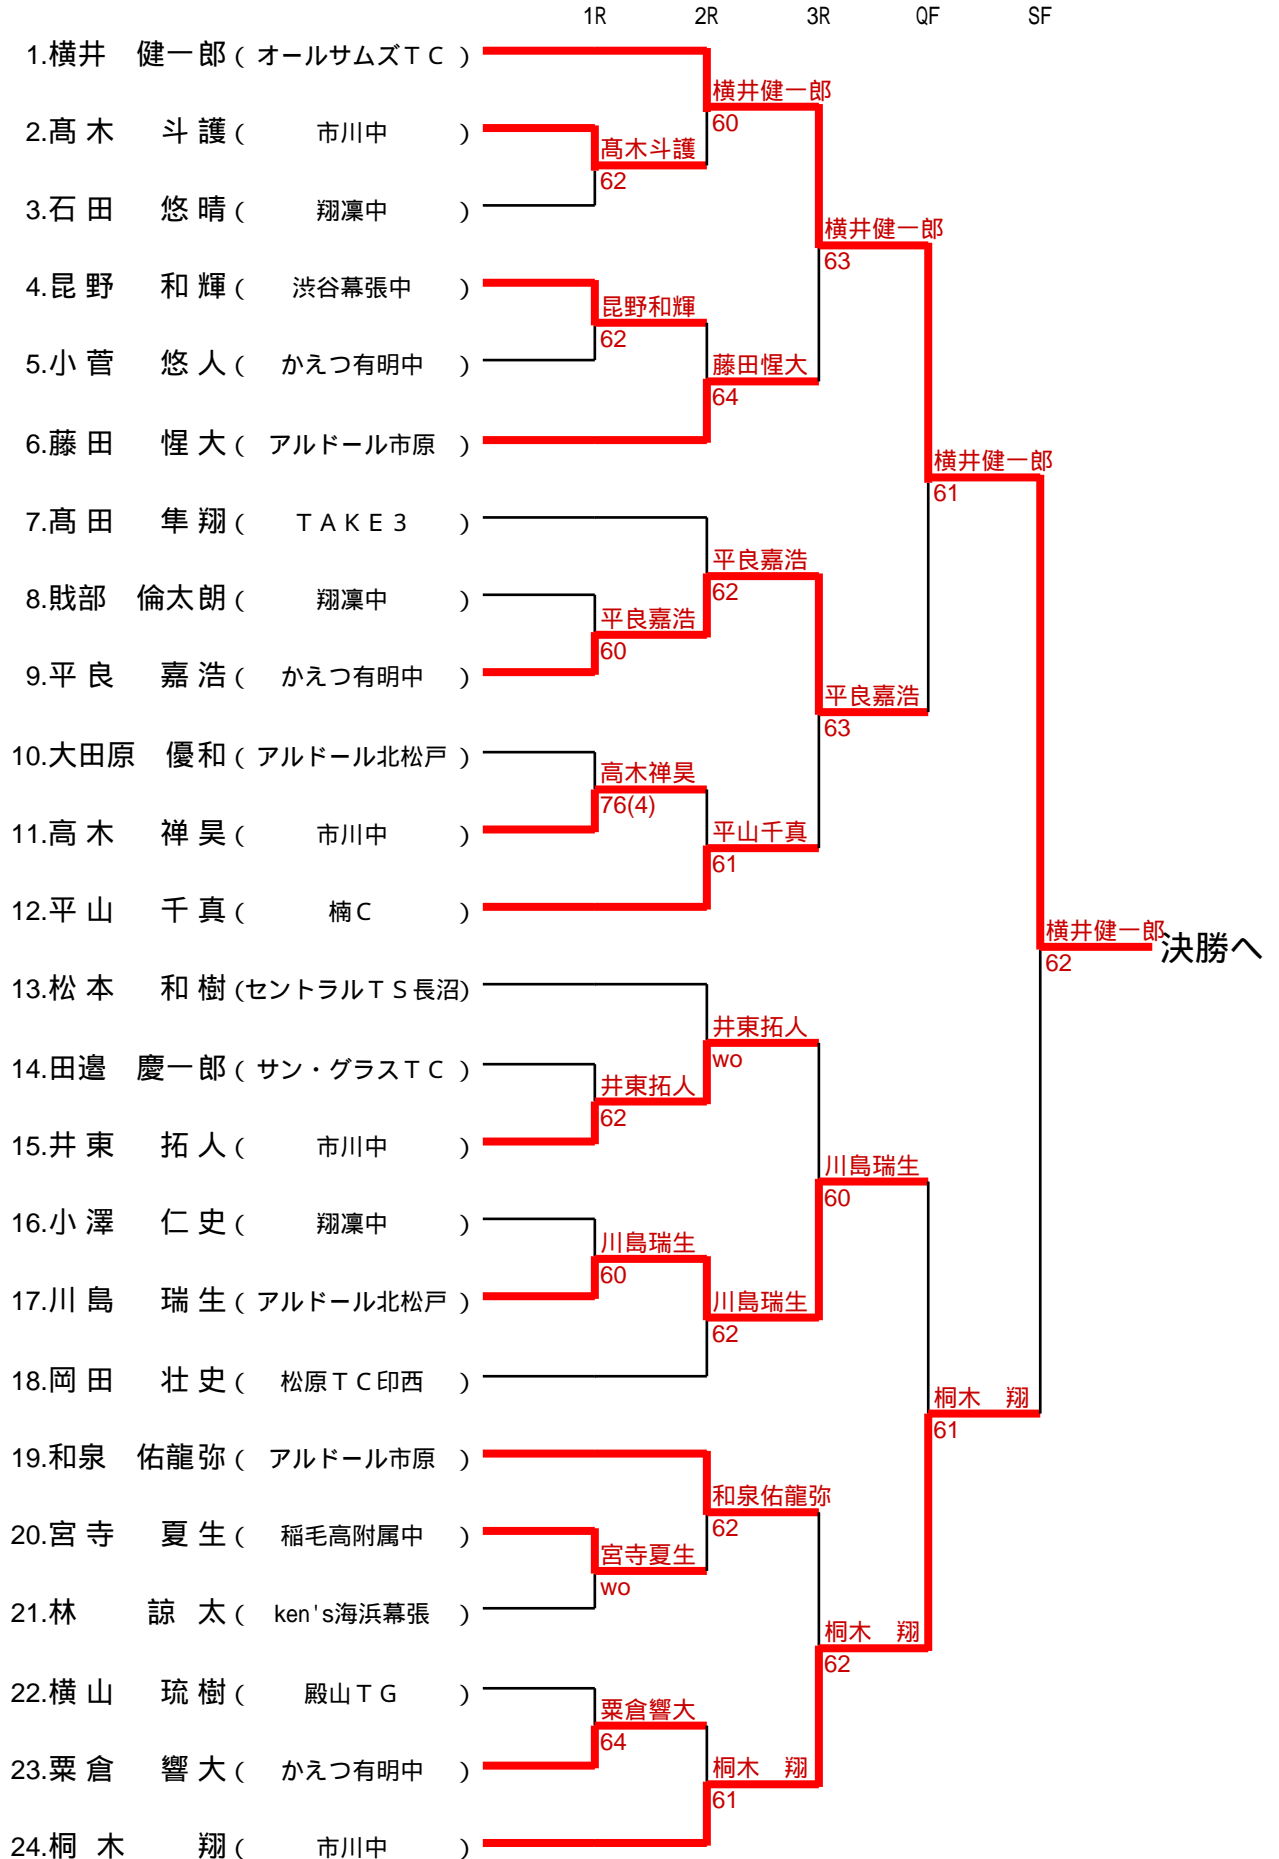 1R 2R 3R QF SF
1.横井 健一郎 ( オールサムズTC )
横井健一郎
60
2.髙木 斗護 ( 市川中 )
髙木斗護
62
3.石田 悠晴 ( 翔凜中 )
横井健一郎
63
4.昆野 和輝 ( 渋谷幕張中 )
昆野和輝
62
5.小菅 悠人 ( かえつ有明中 )
藤田惺大
64
6.藤田 惺大 ( アルドール市原 )
横井健一郎
61
7.髙田 隼翔 ( TAKE3 )
平良嘉浩
62
8.戝部 倫太朗 ( 翔凜中 )
平良嘉浩
60
9.平良 嘉浩 ( かえつ有明中 )
平良嘉浩
63
10.大田原 優和 ( アルドール北松戸 )
高木禅昊
76(4)
11.高木 禅昊 ( 市川中 )
平山千真
61
12.平山 千真 ( 楠C )
横井健一郎 決勝へ
62
13.松本 和樹 (セントラルTS長沼)
井東拓人
wo
14.田邉 慶一郎 ( サン・グラスTC )
井東拓人
62
15.井東 拓人 ( 市川中 )
川島瑞生
60
16.小澤 仁史 ( 翔凜中 )
川島瑞生
60
17.川島 瑞生 ( アルドール北松戸 )
川島瑞生
62
18.岡田 壮史 ( 松原TC印西 )
桐木 翔
61
19.和泉 佑龍弥 ( アルドール市原 )
和泉佑龍弥
62
20.宮寺 夏生 ( 稲毛高附属中 )
宮寺夏生
wo
21.林 諒太 ( ken's海浜幕張 )
桐木 翔
62
22.横山 琉樹 ( 殿山TG )
粟倉響大
64
23.粟倉 響大 ( かえつ有明中 )
桐木 翔
61
24.桐木 翔 ( 市川中 )